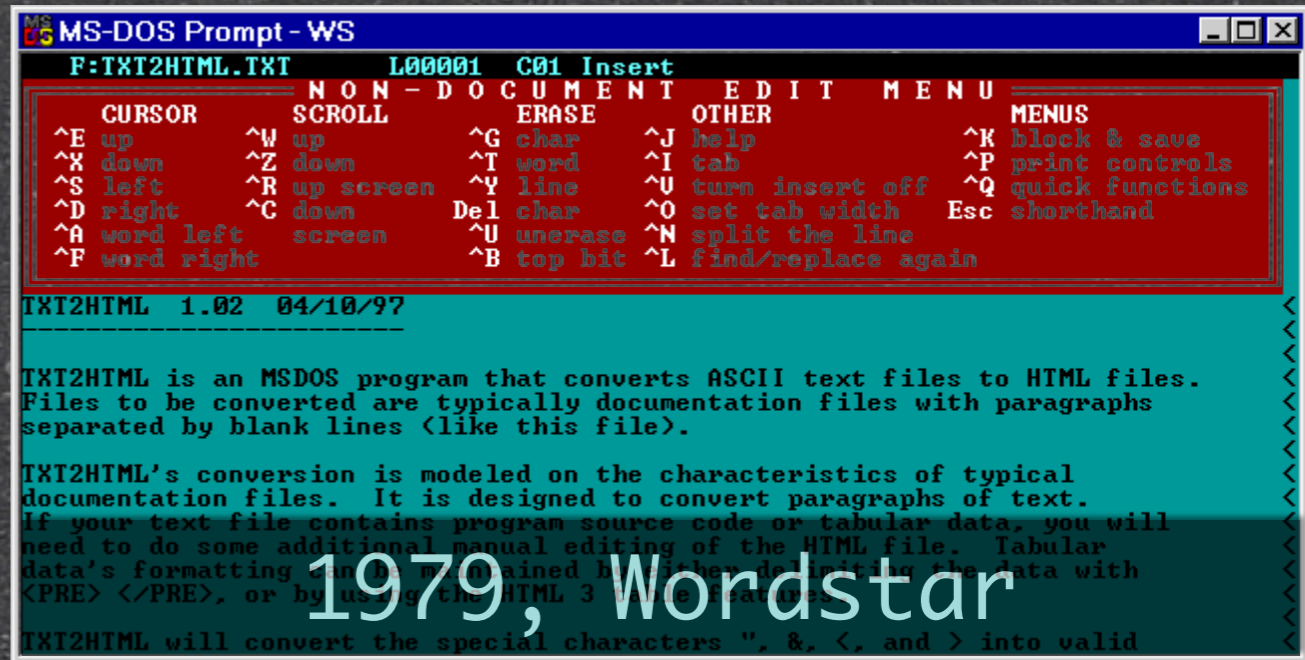 MS-DOS Prompt - WS
F:TXT2HTML.TXT L00001 C01 Insert
NON-DOCUMENT EDIT MENU
CURSOR SCROLL ERASE OTHER MENUS
^E up ^W up ^G char ^J help ^K block & save
^X down ^Z down ^T word ^I tab ^P print controls
^S left ^R up screen ^Y line ^V turn insert off ^Q quick functions
^D right ^C down Del char ^O set tab width Esc shorthand
^A word left screen ^U unerase ^N split the line
^F word right ^B top bit ^L find/replace again
TXT2HTML 1.02 04/10/97
------------------------
TXT2HTML is an MSDOS program that converts ASCII text files to HTML files. <
Files to be converted are typically documentation files with paragraphs <
separated by blank lines (like this file). <
TXT2HTML's conversion is modeled on the characteristics of typical <
documentation files. It is designed to convert paragraphs of text. <
If your text file contains program source code or tabular data, you will <
need to do some additional manual editing of the HTML file. Tabular <
data's formatting can be maintained by either delimiting the data with <
<PRE> </PRE>, or by using the HTML 3 table features. <
1979, Wordstar
TXT2HTML will convert the special characters ", &, <, and > into valid <